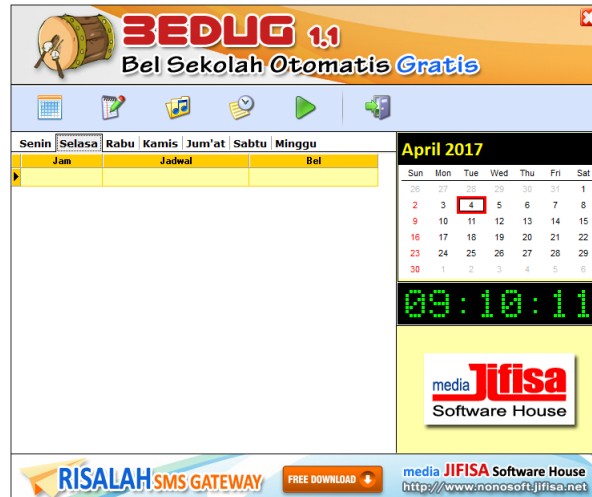 BEDUG 1.1
Bel Sekolah Otomatis Gratis
Senin Selasa Rabu Kamis Jum'at Sabtu Minggu
Jam Jadwal Bel
April 2017
Sun Mon Tue Wed Thu Fri Sat
26 27 28 29 30 31 1
2 3 4 5 6 7 8
9 10 11 12 13 14 15
16 17 18 19 20 21 22
23 24 25 26 27 28 29
30 1 2 3 4 5 6
09:10:11
media Jifisa
Software House
RISALAH SMS GATEWAY
FREE DOWNLOAD
media JIFISA Software House
http://www.nonosoft.jifisa.net